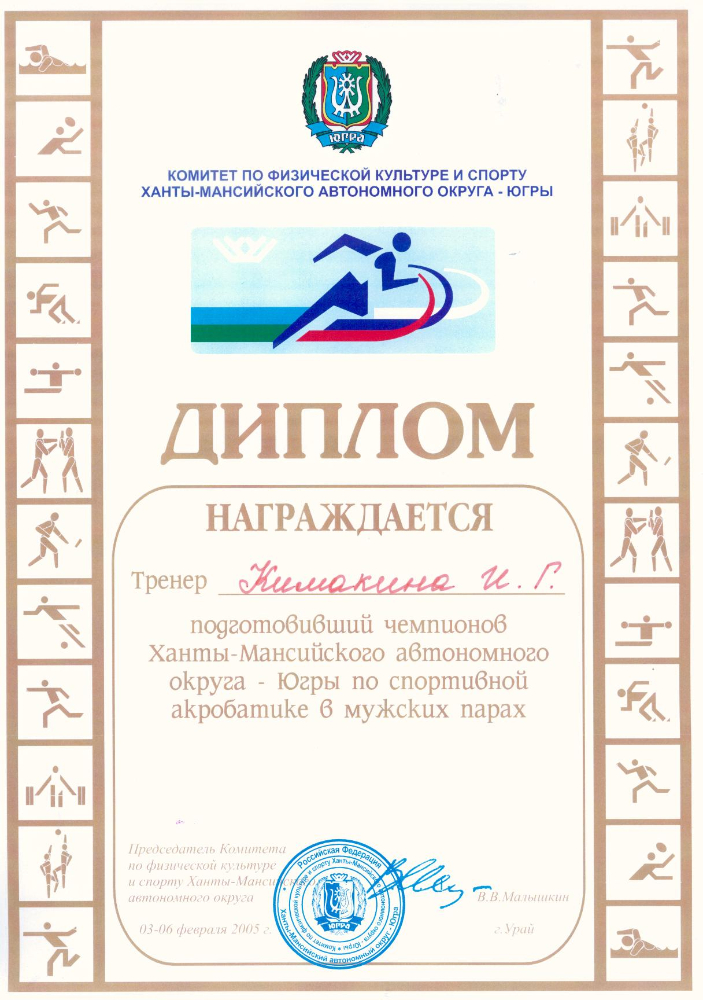 ЮГРА
КОМИТЕТ ПО ФИЗИЧЕСКОЙ КУЛЬТУРЕ И СПОРТУ
ХАНТЫ-МАНСИЙСКОГО АВТОНОМНОГО ОКРУГА - ЮГРЫ
ДИПЛОМ
НАГРАЖДАЕТСЯ
Тренер Кимакина И. Г.
подготовивший чемпионов
Ханты-Мансийского автономного
округа - Югры по спортивной
акробатике в мужских парах
Председатель Комитета
по физической культуре
и спорту Ханты-Мансийского
автономного округа
В.В.Малышкин
03-06 февраля 2005 г.
г.Урай
Российская Федерация
Ханты-Мансийский автономный округ - Югра
Комитет по физической культуре и спорту Ханты-Мансийского автономного округа - Югры
ЮГРА